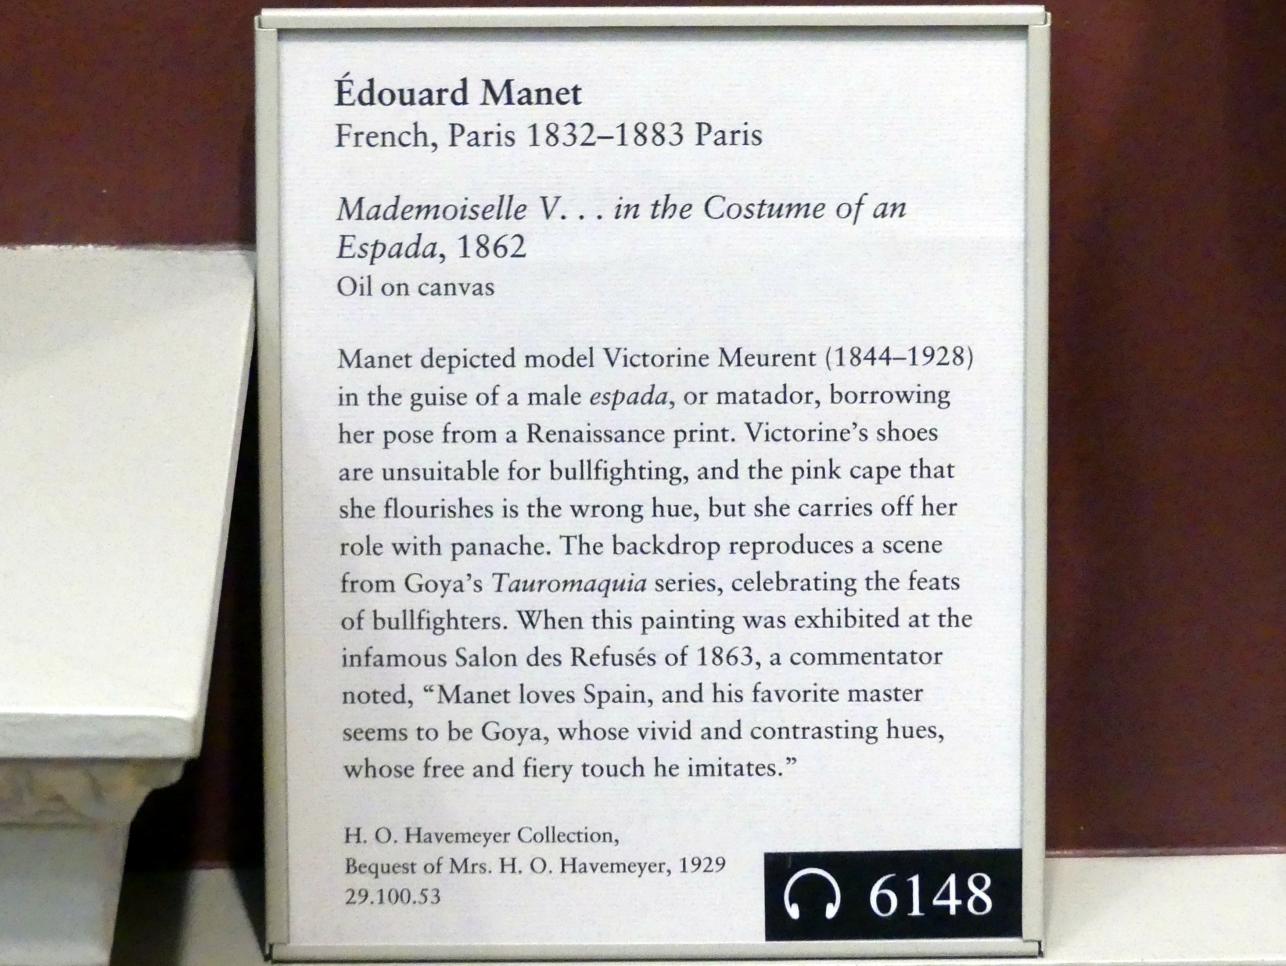 Édouard Manet
French, Paris 1832–1883 Paris
Mademoiselle V. . . in the Costume of an
Espada, 1862
Oil on canvas
Manet depicted model Victorine Meurent (1844–1928)
in the guise of a male espada, or matador, borrowing
her pose from a Renaissance print. Victorine's shoes
are unsuitable for bullfighting, and the pink cape that
she flourishes is the wrong hue, but she carries off her
role with panache. The backdrop reproduces a scene
from Goya's Tauromaquia series, celebrating the feats
of bullfighters. When this painting was exhibited at the
infamous Salon des Refusés of 1863, a commentator
noted, “Manet loves Spain, and his favorite master
seems to be Goya, whose vivid and contrasting hues,
whose free and fiery touch he imitates.”
H. O. Havemeyer Collection,
Bequest of Mrs. H. O. Havemeyer, 1929
29.100.53
6148